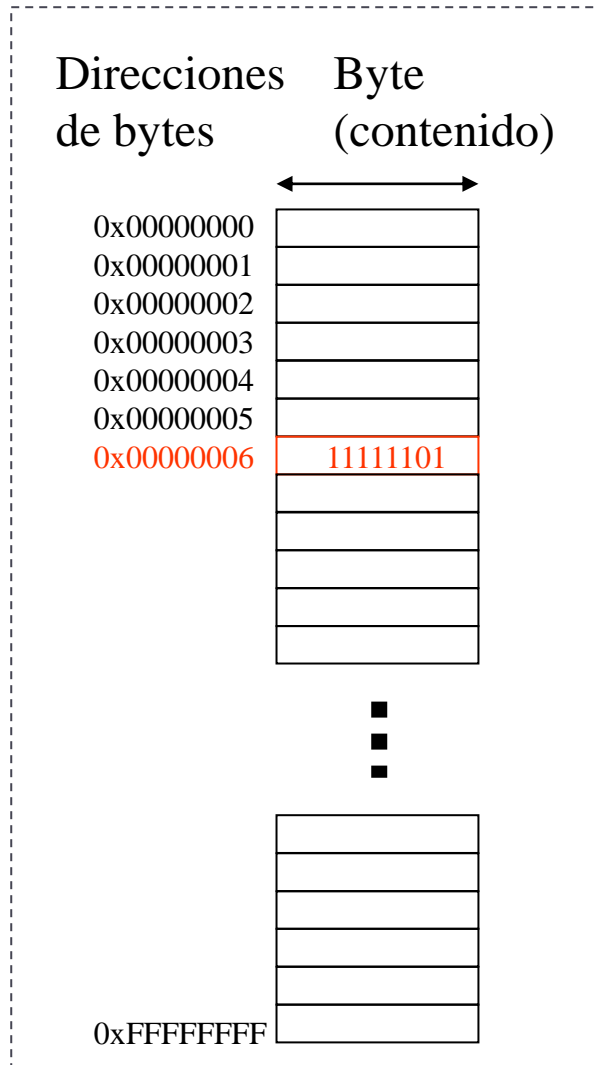 Direcciones Byte
de bytes (contenido)
0x00000000
0x00000001
0x00000002
0x00000003
0x00000004
0x00000005
0x00000006 11111101
0xFFFFFFFF